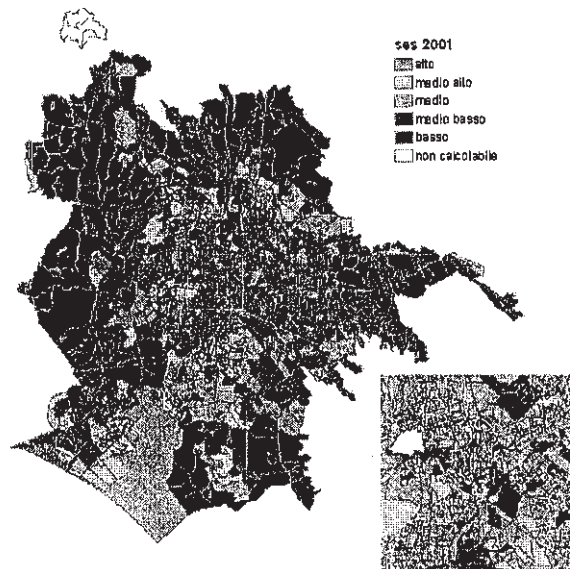 ses 2001
alto
medio alto
medio
medio basso
basso
non calcolabile